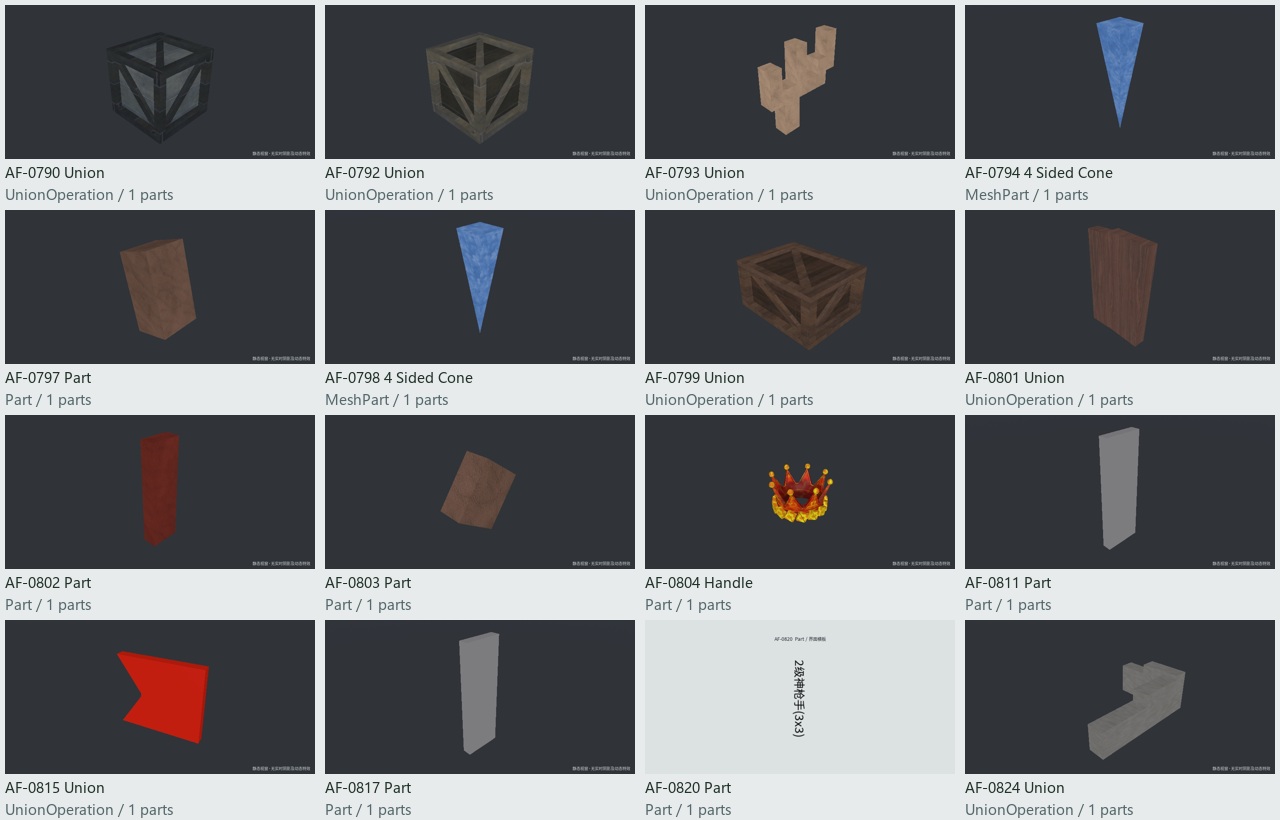 AF-0790 Union
UnionOperation / 1 parts
AF-0792 Union
UnionOperation / 1 parts
AF-0793 Union
UnionOperation / 1 parts
AF-0794 4 Sided Cone
MeshPart / 1 parts
AF-0797 Part
Part / 1 parts
AF-0798 4 Sided Cone
MeshPart / 1 parts
AF-0799 Union
UnionOperation / 1 parts
AF-0801 Union
UnionOperation / 1 parts
AF-0802 Part
Part / 1 parts
AF-0803 Part
Part / 1 parts
AF-0804 Handle
Part / 1 parts
AF-0811 Part
Part / 1 parts
AF-0820 Part / 界面模板
2级神枪手(3x3)
AF-0815 Union
UnionOperation / 1 parts
AF-0817 Part
Part / 1 parts
AF-0820 Part
Part / 1 parts
AF-0824 Union
UnionOperation / 1 parts